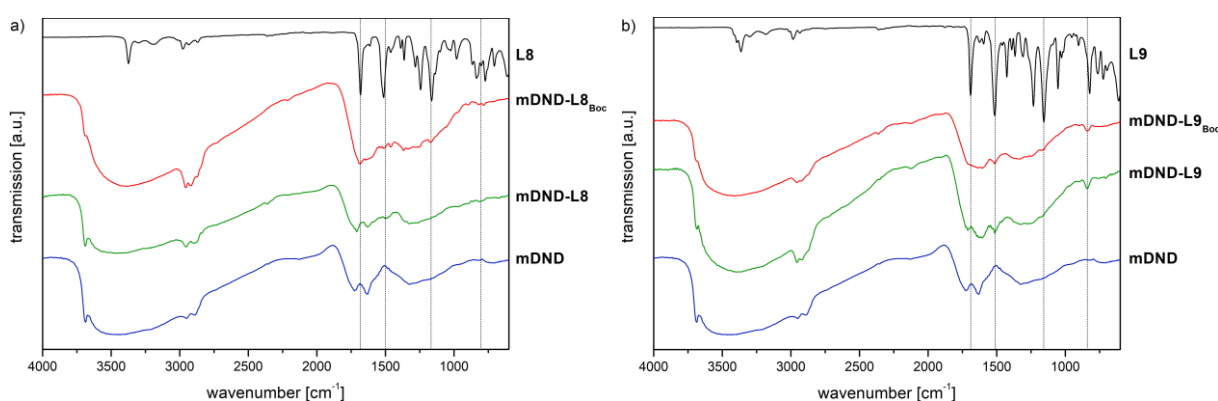 a)
L8
mDND-L8Boc
mDND-L8
mDND
transmission [a.u.]
4000 3500 3000 2500 2000 1500 1000
wavenumber [cm-1]
b)
L9
mDND-L9Boc
mDND-L9
mDND
transmission [a.u.]
4000 3500 3000 2500 2000 1500 1000
wavenumber [cm-1]